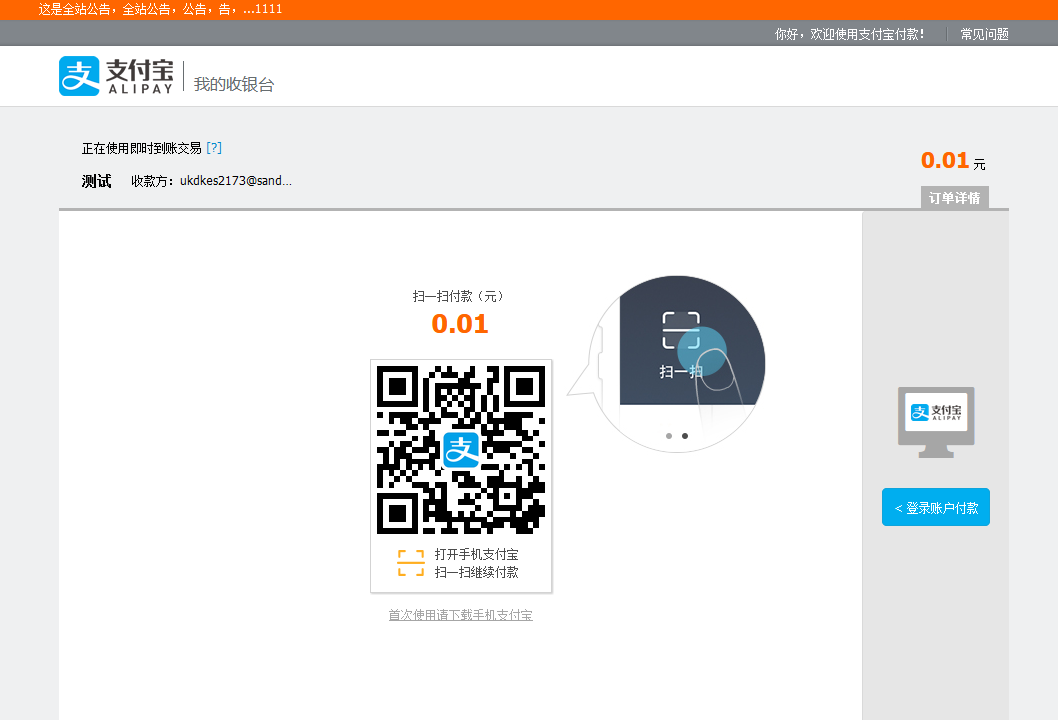 这是全站公告，全站公告，公告，告，...1111
你好，欢迎使用支付宝付款！ 常见问题
支付宝
ALIPAY
我的收银台
正在使用即时到账交易 [?]
0.01 元
测试 收款方：ukdkes2173@sand...
订单详情
扫一扫付款（元）
0.01
扫一扫
支
支付宝
ALIPAY
< 登录账户付款
打开手机支付宝
扫一扫继续付款
首次使用请下载手机支付宝